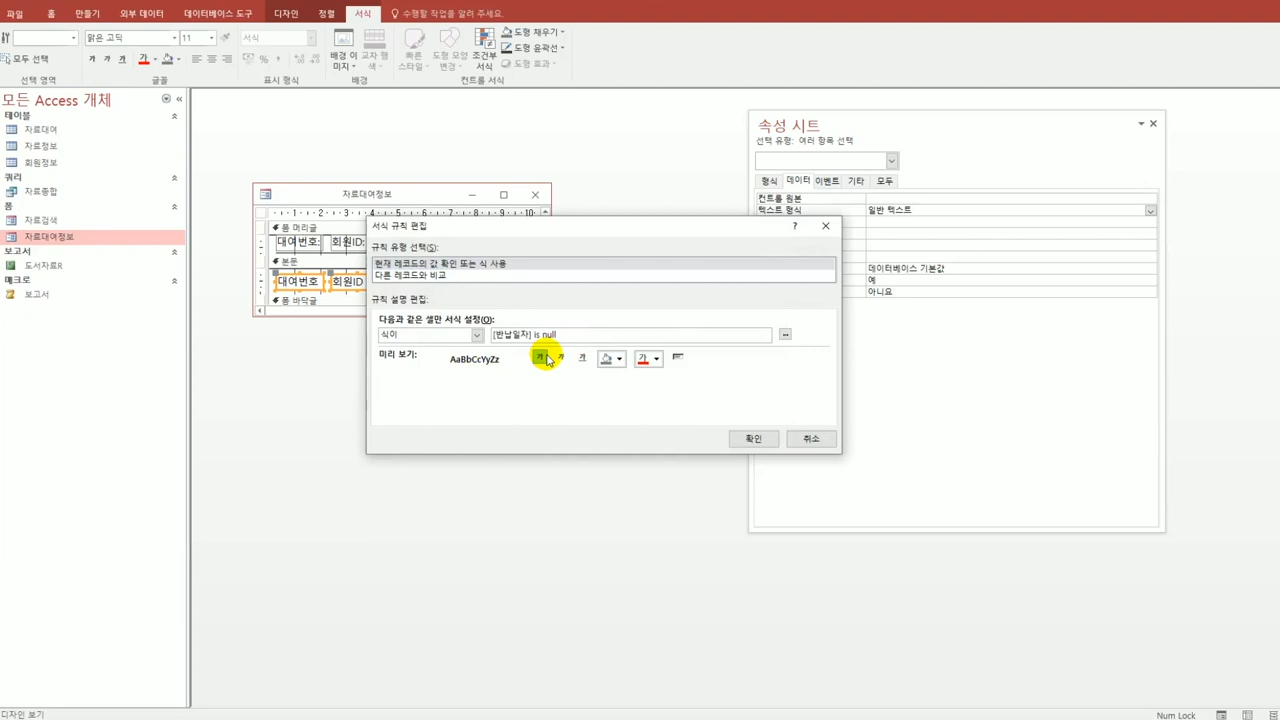 파일 홈 만들기 외부 데이터 데이터베이스 도구 디자인 정렬 서식 수행할 작업을 알려 주세요.
맑은 고딕 11 서식
모두 선택 가 가 가 가
배경 이미지 교차 행 색 빠른 스타일 도형 모양 변경 조건부 서식
도형 채우기
도형 윤곽선
도형 효과
선택 영역 글꼴 표시 형식 배경 컨트롤 서식
모든 Access 개체
테이블
자료대여
자료정보
회원정보
쿼리
자료종합
폼
자료검색
자료대여정보
보고서
도서자료R
매크로
보고서
자료대여정보
폼 머리글
대여번호: 회원ID:
본문
대여번호 회원ID
폼 바닥글
서식 규칙 편집
?
규칙 유형 선택(S):
현재 레코드의 값 확인 또는 식 사용
다른 레코드와 비교
규칙 설명 편집:
다음과 같은 셀만 서식 설정(O):
식이 [반납일자] is null
미리 보기: AaBbCcYyZz 가 가 가 가
확인 취소
속성 시트
선택 유형: 여러 항목 선택
형식 데이터 이벤트 기타 모두
컨트롤 원본
텍스트 형식 일반 텍스트
데이터베이스 기본값
예
아니요
디자인 보기 Num Lock